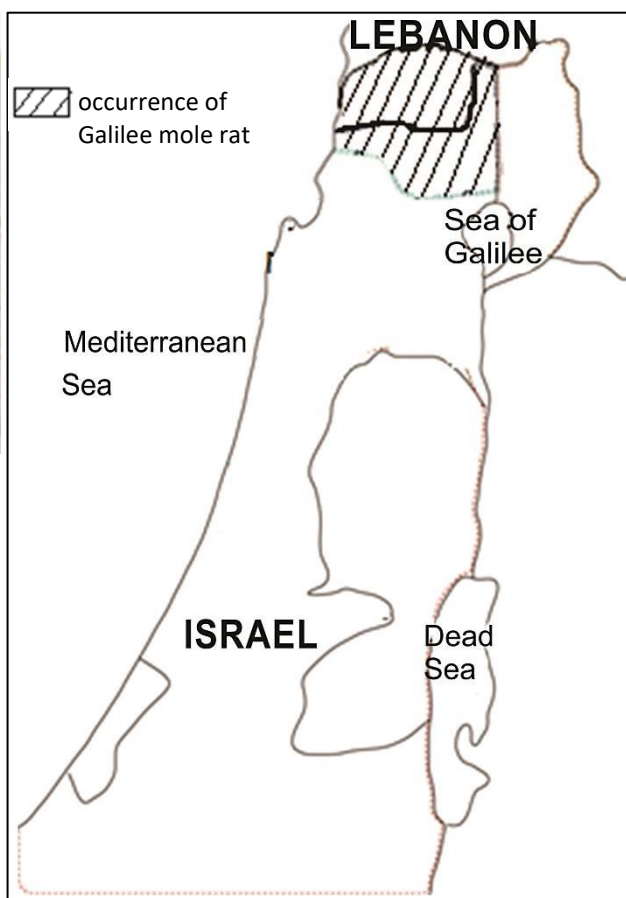 LEBANON
occurrence of
Galilee mole rat
Sea of
Galilee
Mediterranean
Sea
ISRAEL
Dead
Sea